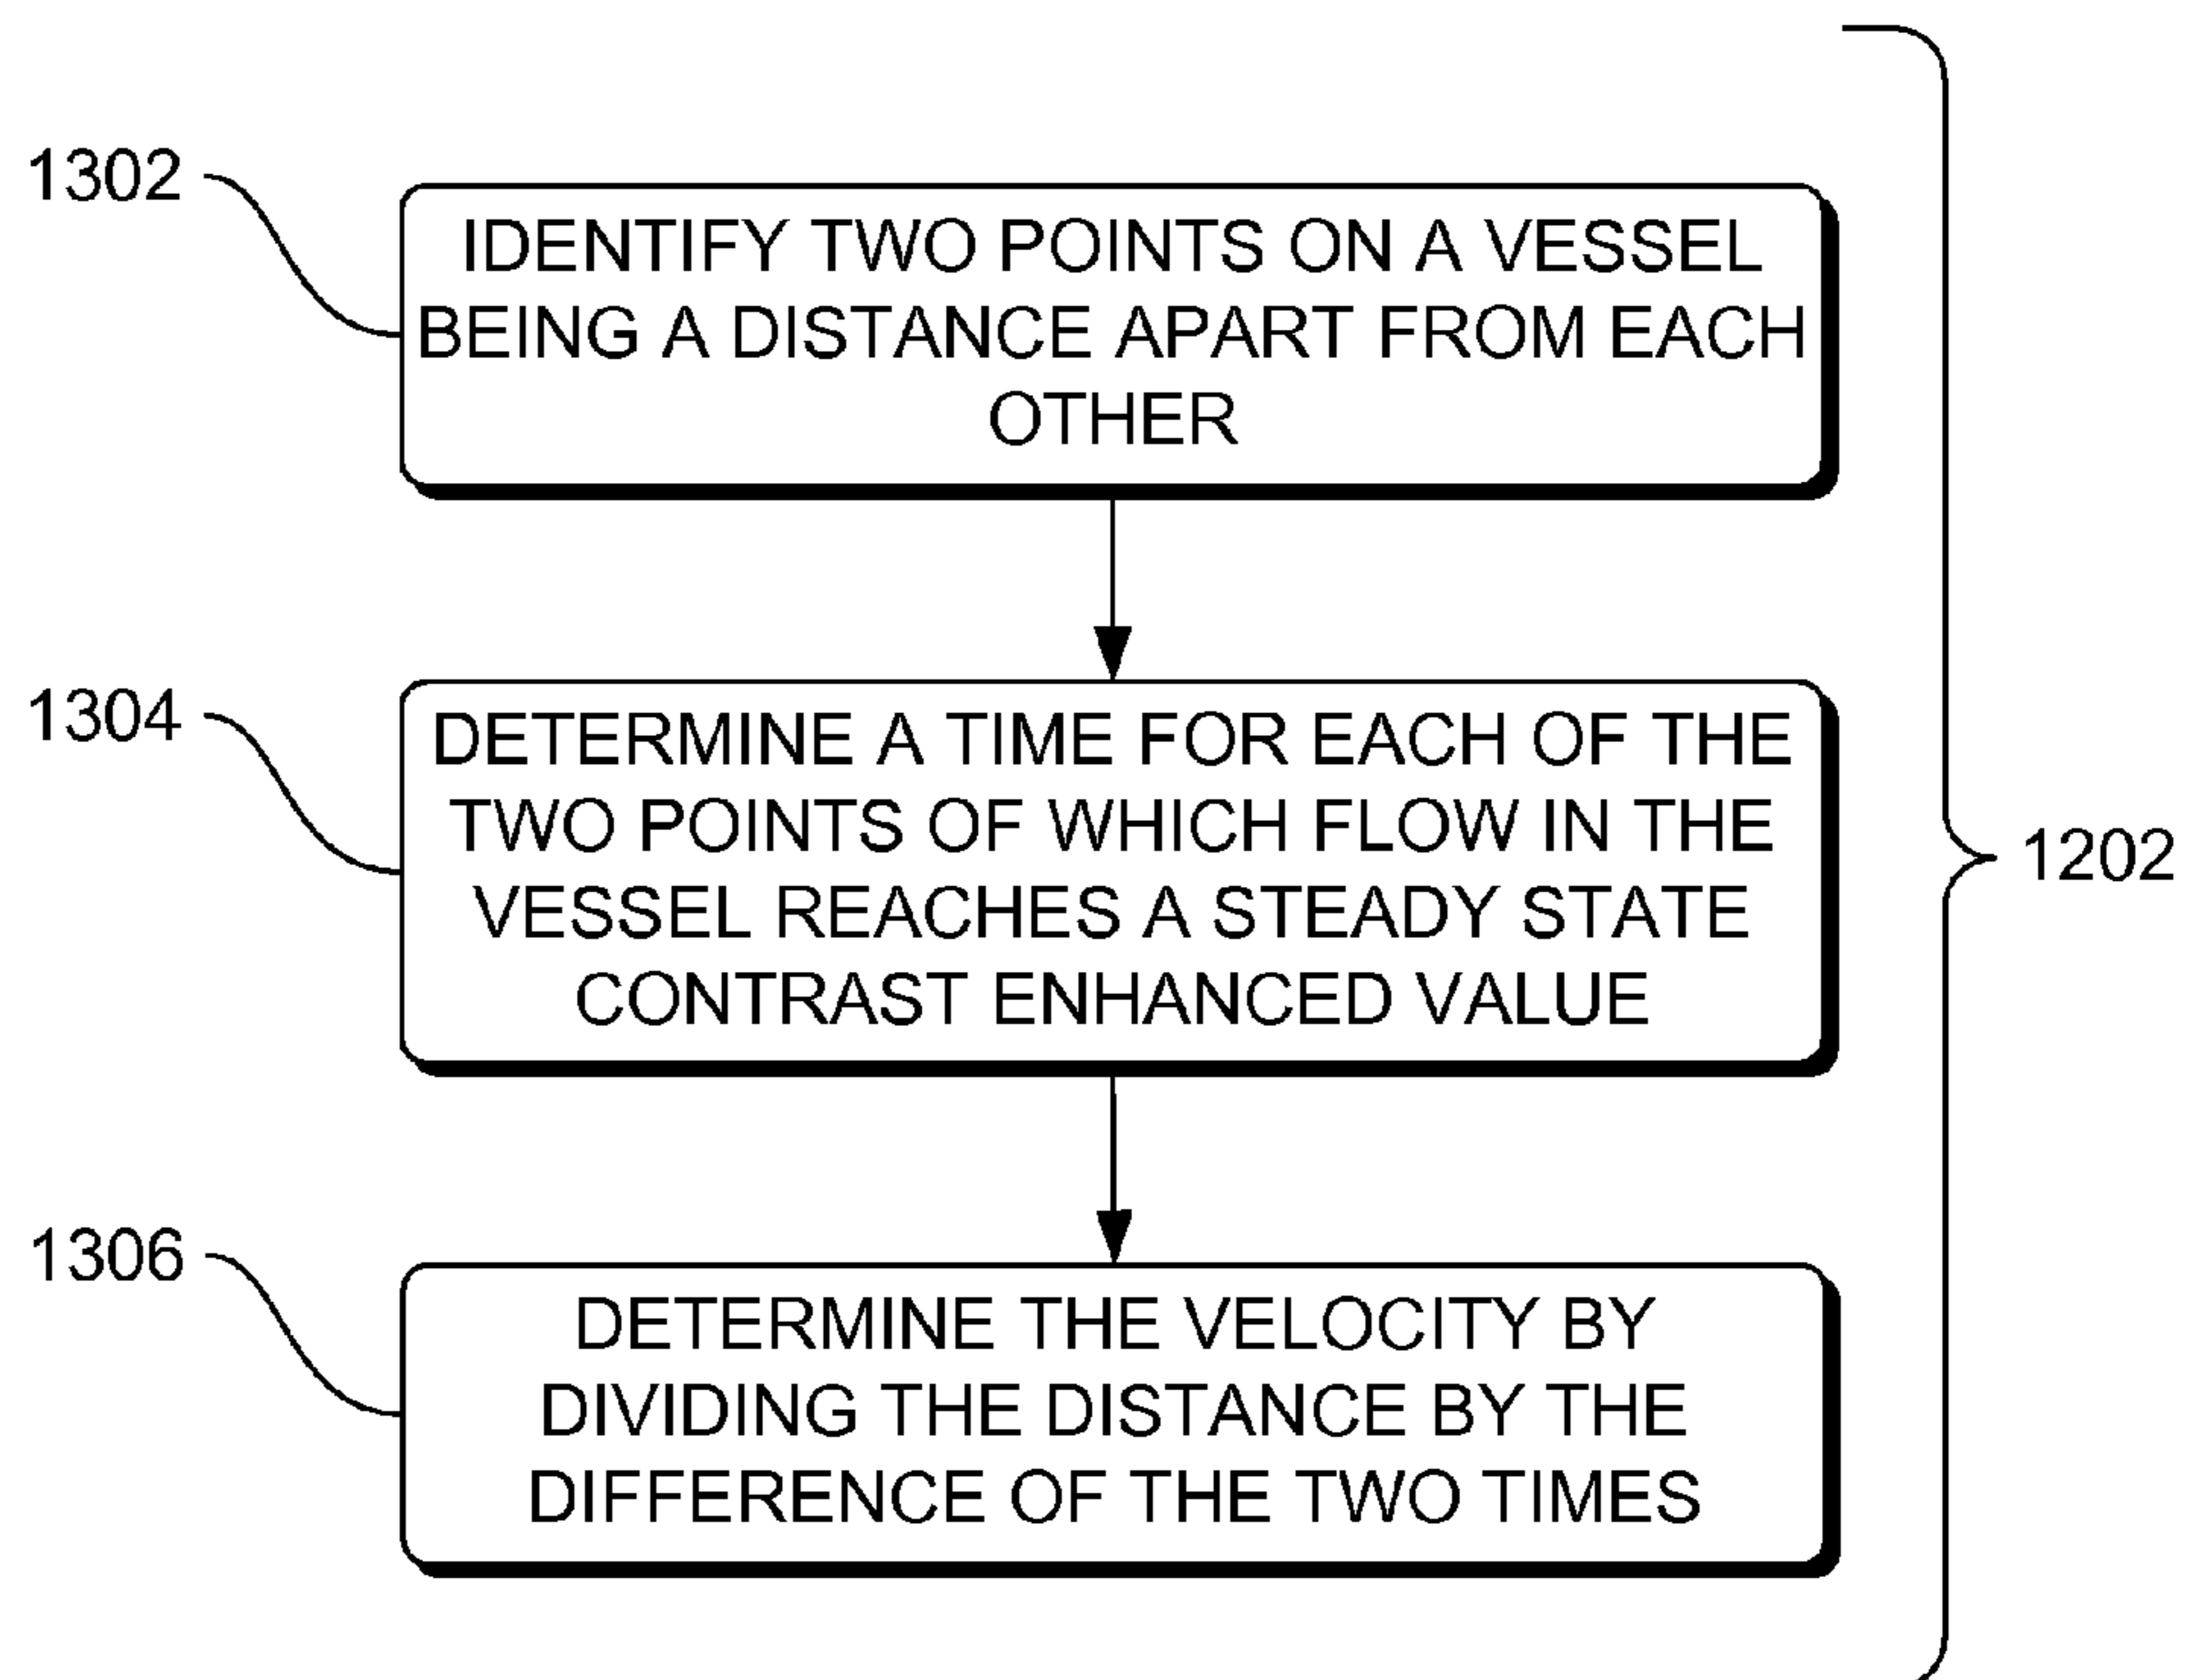 1302
IDENTIFY TWO POINTS ON A VESSEL
BEING A DISTANCE APART FROM EACH
OTHER
1304
DETERMINE A TIME FOR EACH OF THE
TWO POINTS OF WHICH FLOW IN THE
VESSEL REACHES A STEADY STATE
CONTRAST ENHANCED VALUE
1202
1306
DETERMINE THE VELOCITY BY
DIVIDING THE DISTANCE BY THE
DIFFERENCE OF THE TWO TIMES